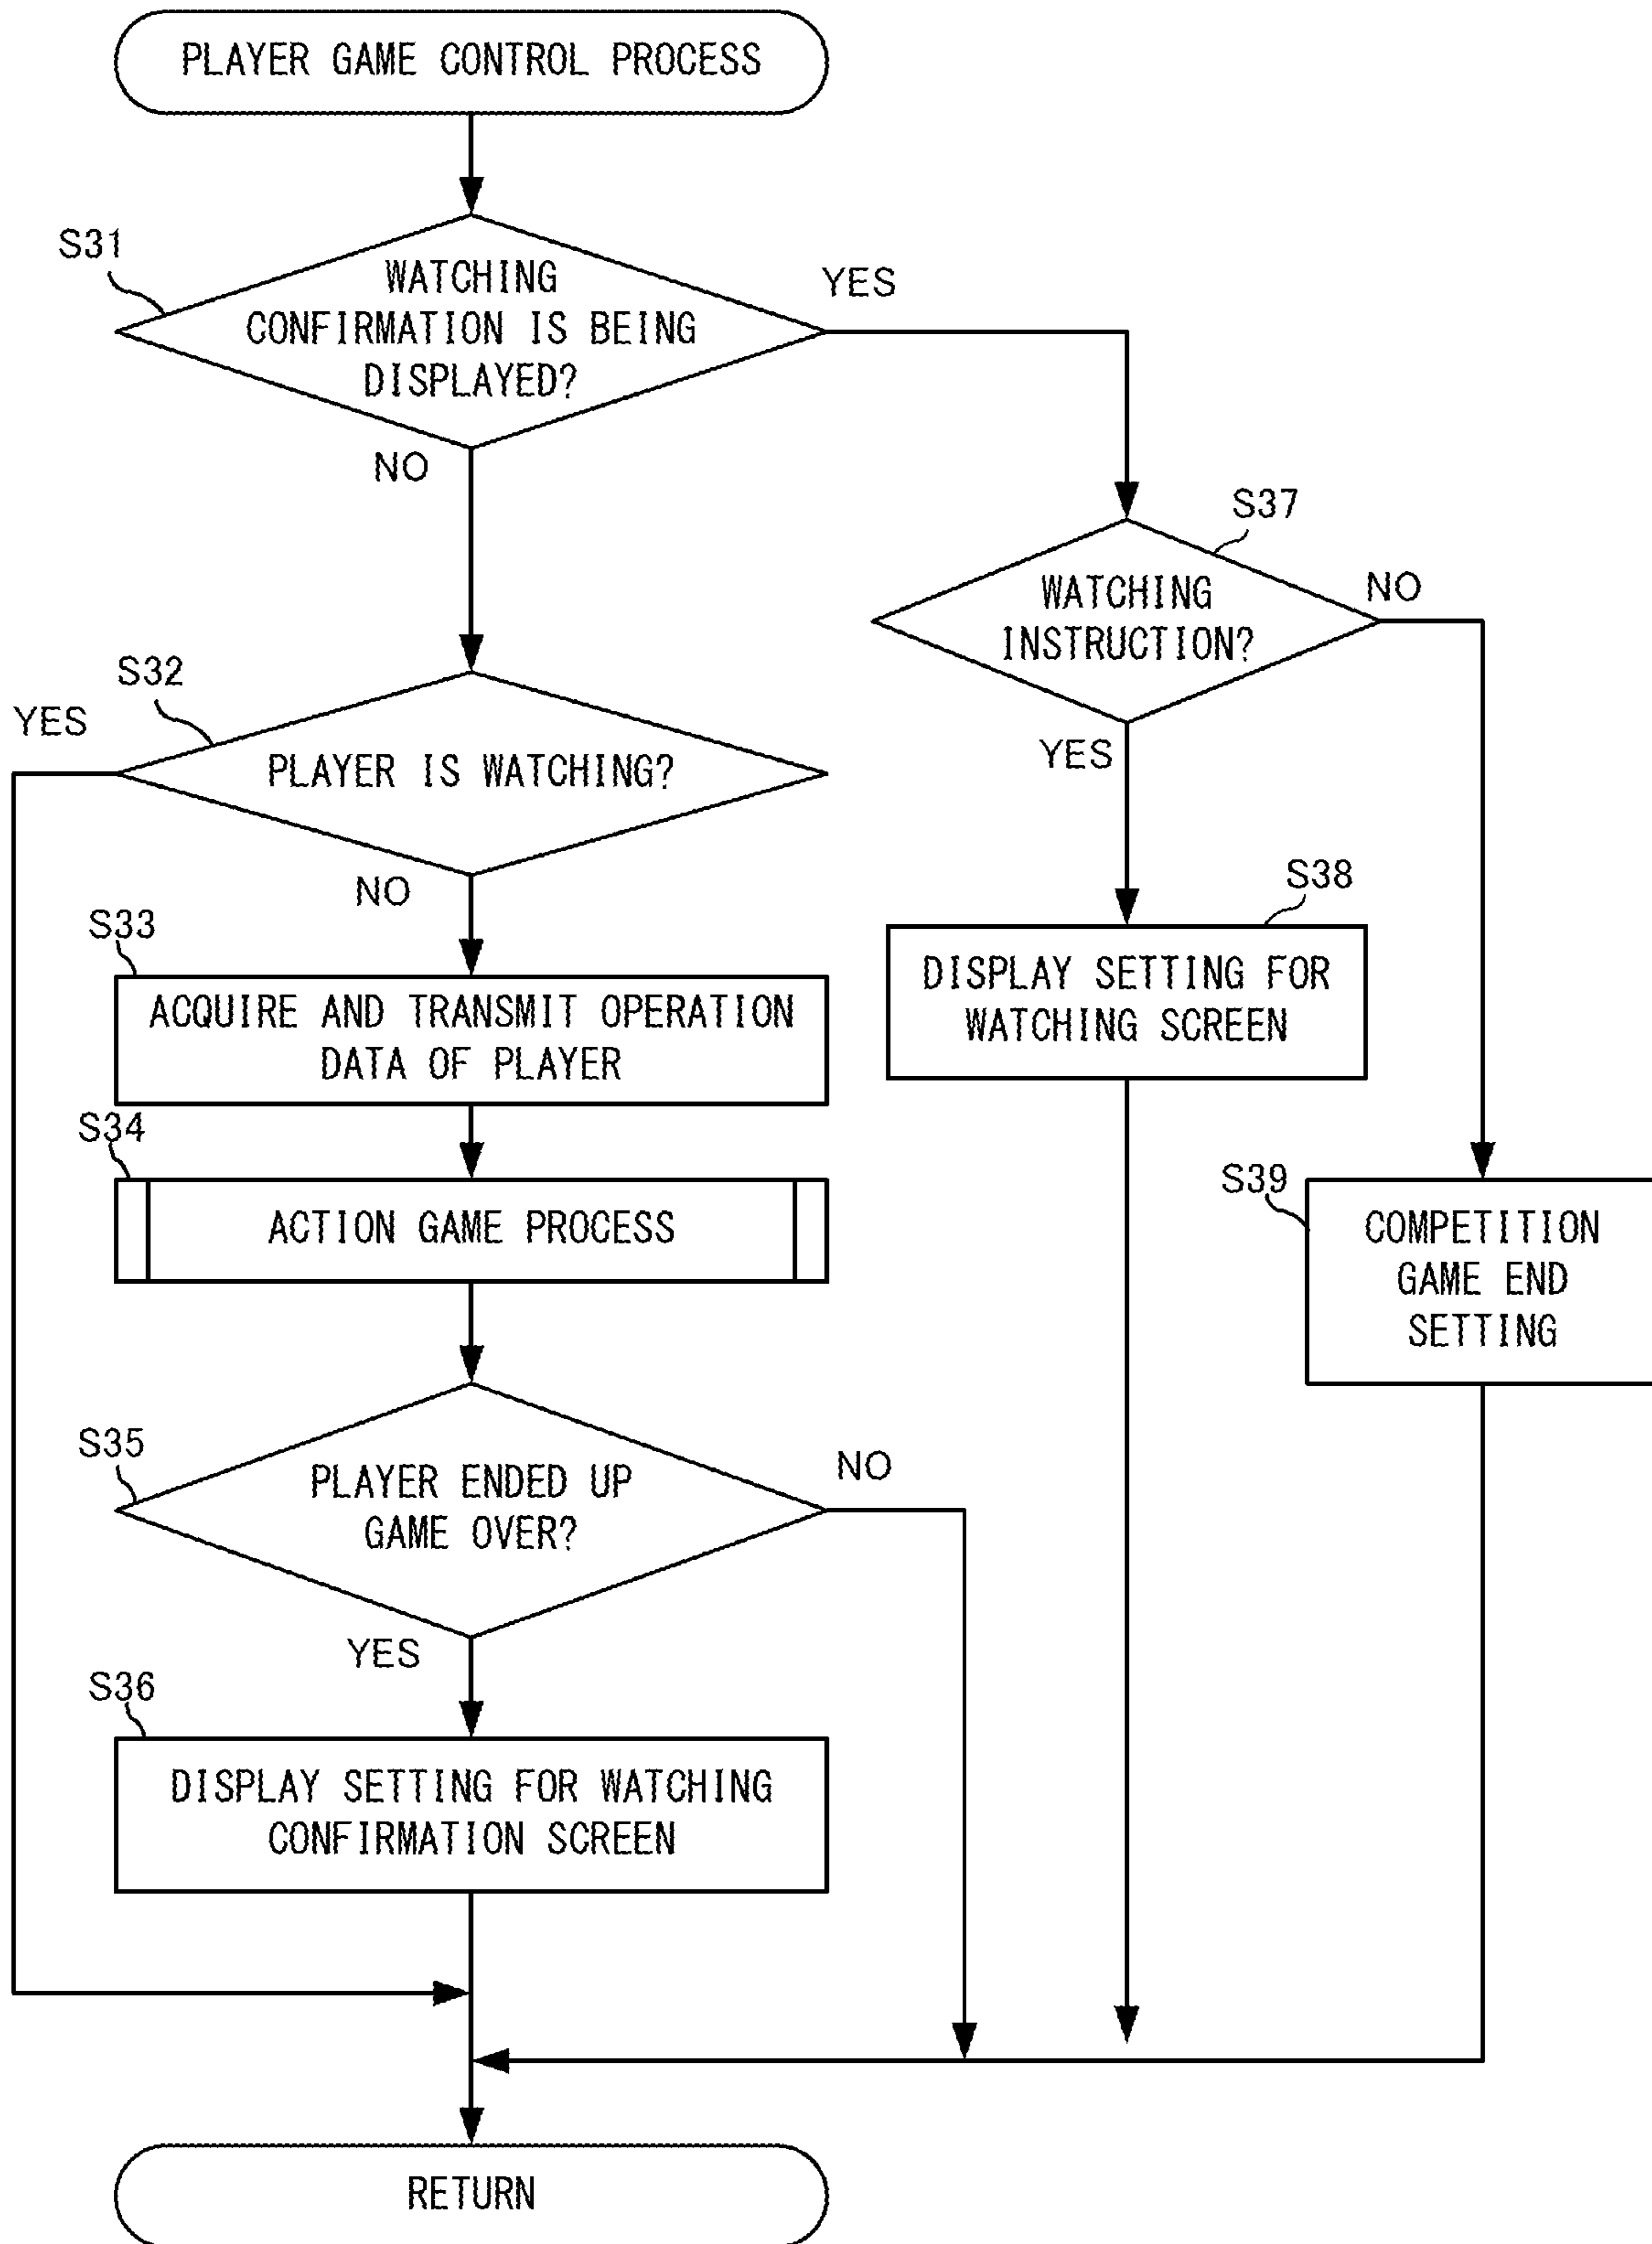 PLAYER GAME CONTROL PROCESS
S31
WATCHING
CONFIRMATION IS BEING
DISPLAYED?
YES
NO
S37
WATCHING
INSTRUCTION?
NO
YES
S32
YES
PLAYER IS WATCHING?
NO
S38
DISPLAY SETTING FOR
WATCHING SCREEN
S33
ACQUIRE AND TRANSMIT OPERATION
DATA OF PLAYER
S34
ACTION GAME PROCESS
S39
COMPETITION
GAME END
SETTING
S35
PLAYER ENDED UP
GAME OVER?
NO
YES
S36
DISPLAY SETTING FOR WATCHING
CONFIRMATION SCREEN
RETURN